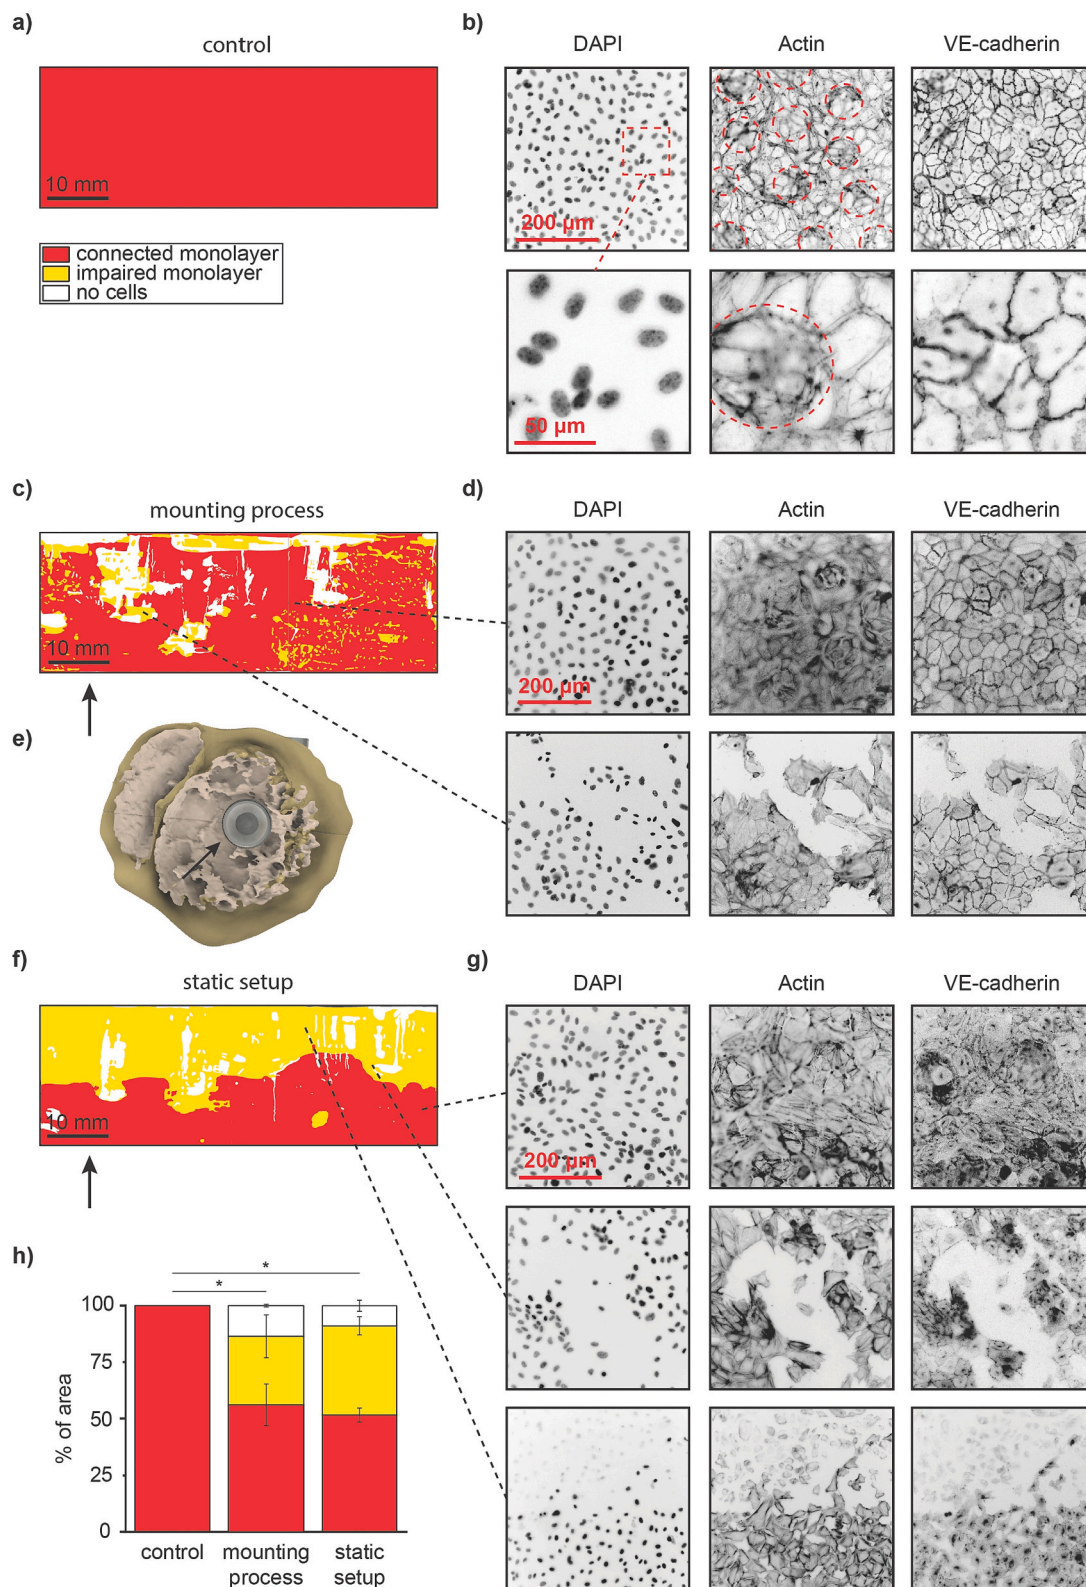 a)
control
10 mm
connected monolayer
impaired monolayer
no cells
b)
DAPI
Actin
VE-cadherin
200 µm
50 µm
c)
mounting process
10 mm
d)
DAPI
Actin
VE-cadherin
200 µm
e)
f)
static setup
10 mm
g)
DAPI
Actin
VE-cadherin
200 µm
h)
*
*
% of area
100
75
50
25
0
control
mounting
process
static
setup